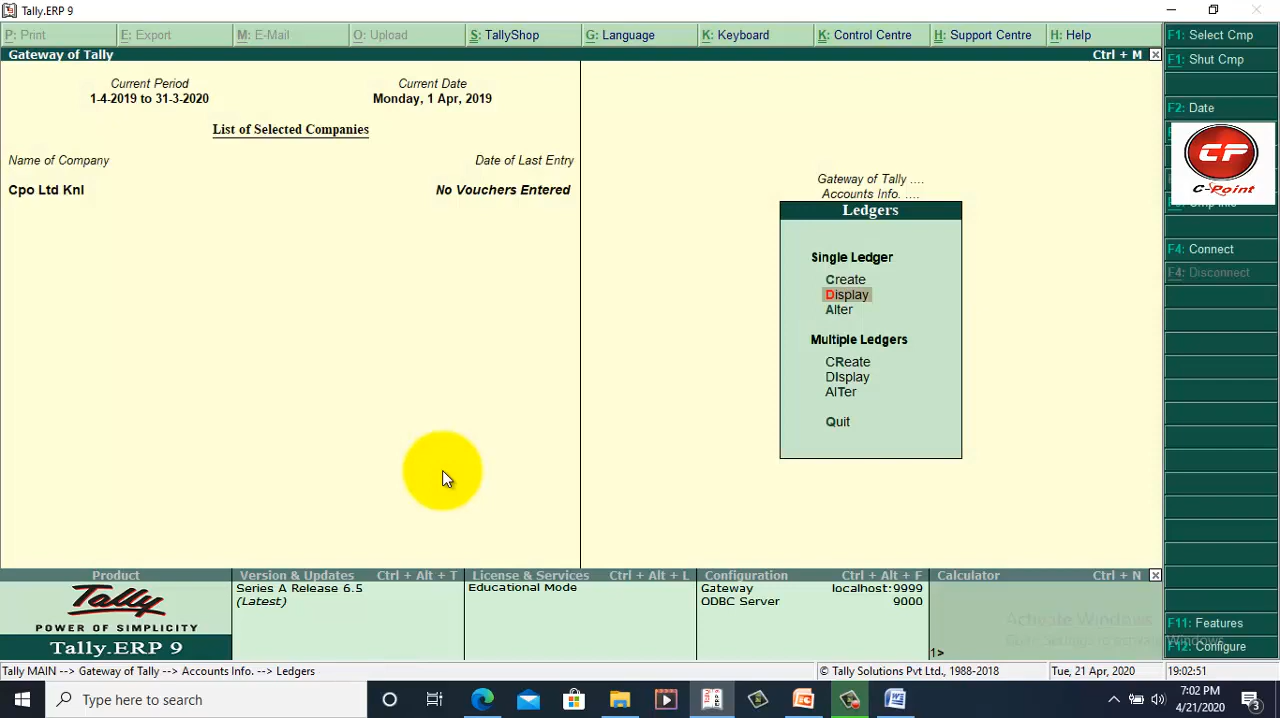 Tally.ERP 9
P: Print
E: Export
M: E-Mail
O: Upload
S: TallyShop
G: Language
K: Keyboard
K: Control Centre
H: Support Centre
H: Help
F1: Select Cmp
Gateway of Tally
Ctrl + M
F1: Shut Cmp
Current Period
1-4-2019 to 31-3-2020
Current Date
Monday, 1 Apr, 2019
F2: Date
List of Selected Companies
CP
C-Point
Name of Company
Date of Last Entry
Cpo Ltd Knl
No Vouchers Entered
Gateway of Tally ....
Accounts Info. ....
Ledgers
Single Ledger
Create
Display
Alter
Multiple Ledgers
CReate
DIsplay
AlTer
Quit
F4: Connect
F4: Disconnect
Product
Tally
POWER OF SIMPLICITY
Tally.ERP 9
Version & Updates Ctrl + Alt + T
Series A Release 6.5
(Latest)
License & Services Ctrl + Alt + L
Educational Mode
Configuration Ctrl + Alt + F
Gateway localhost:9999
ODBC Server 9000
Calculator Ctrl + N
Activate Windows
1>
F11: Features
F12: Configure
Tally MAIN --> Gateway of Tally --> Accounts Info. --> Ledgers
© Tally Solutions Pvt Ltd., 1988-2018
Tue, 21 Apr, 2020
19:02:51
Type here to search
7:02 PM
4/21/2020
3